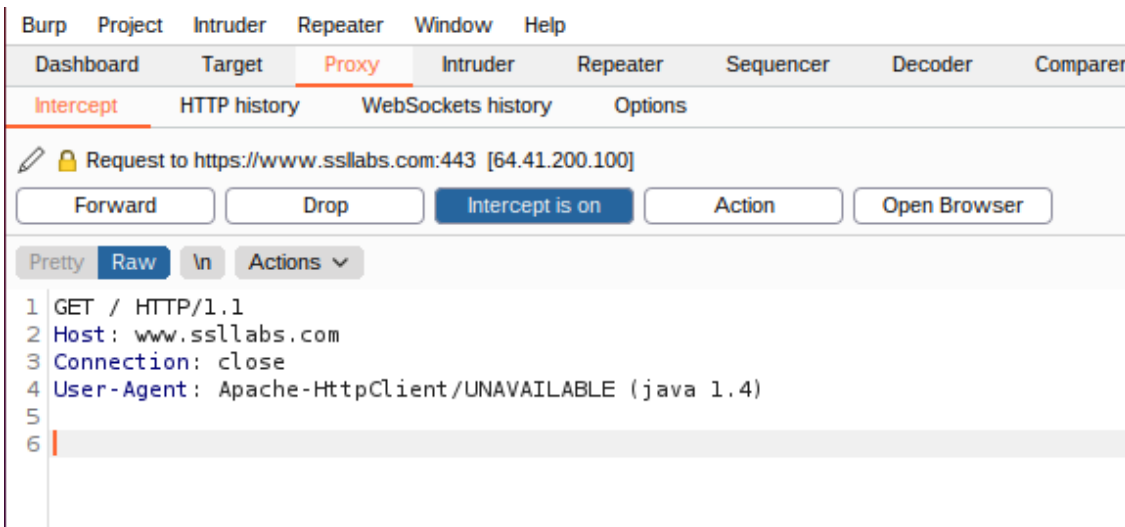 Burp Project Intruder Repeater Window Help
Dashboard Target Proxy Intruder Repeater Sequencer Decoder Comparer
Intercept HTTP history WebSockets history Options
Request to https://www.ssllabs.com:443 [64.41.200.100]
Forward Drop Intercept is on Action Open Browser
Pretty Raw \n Actions
1 GET / HTTP/1.1
2 Host: www.ssllabs.com
3 Connection: close
4 User-Agent: Apache-HttpClient/UNAVAILABLE (java 1.4)
5
6